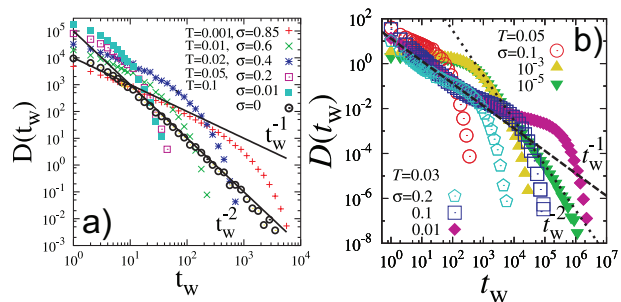 10^5
10^4
10^3
10^2
10^1
10^0
10^-1
10^-2
10^-3
D(t_w)
T=0.001, σ=0.85
T=0.01, σ=0.6
T=0.02, σ=0.4
T=0.05, σ=0.2
T=0.1 σ=0.01
σ=0
t_w^-1
t_w^-2
a)
10^0 10^1 10^2 10^3
t_w
b)
10^2
10^0
10^-2
10^-4
10^-6
10^-8
D(t_w)
T=0.05
σ=0.1
10^-3
10^-5
t_w^-1
t_w^-2
T=0.03
σ=0.2
0.1
0.01
10^0 10^1 10^2 10^3 10^4 10^5 10^6 10^7
t_w